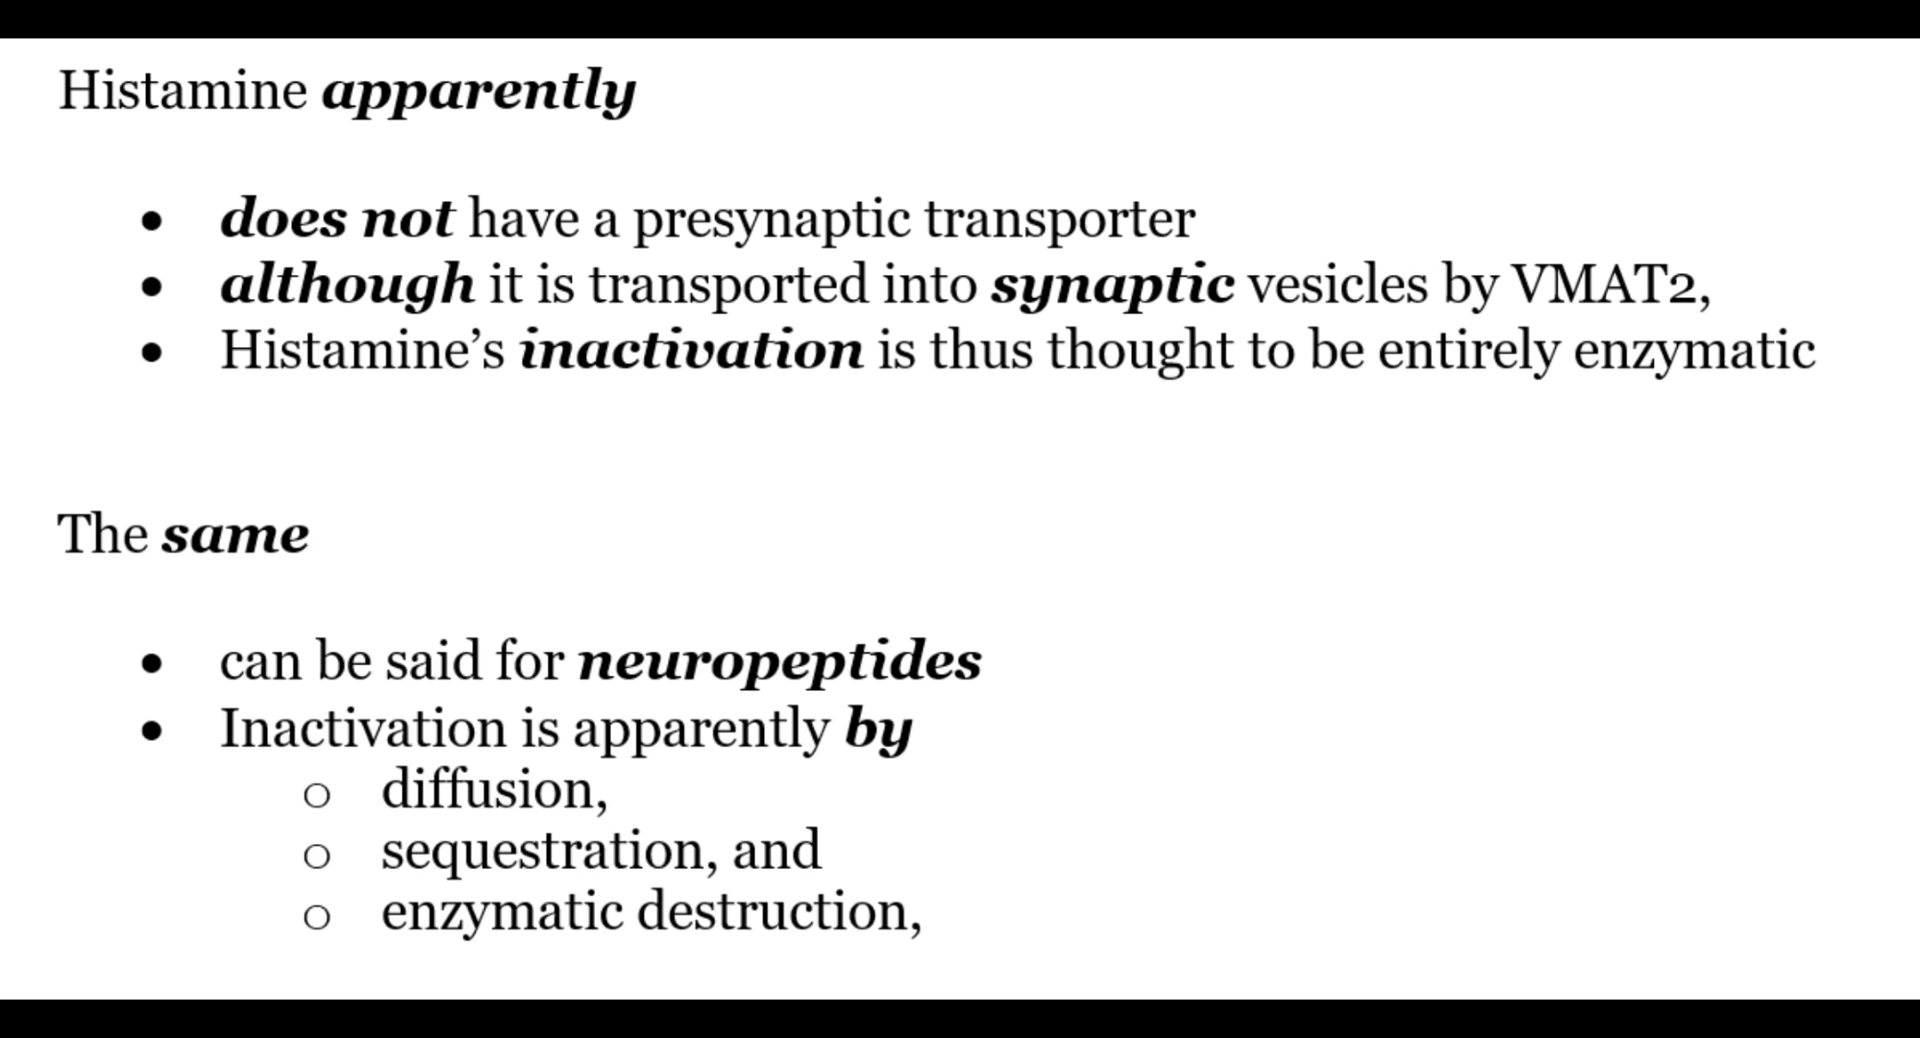 Histamine apparently
• does not have a presynaptic transporter
• although it is transported into synaptic vesicles by VMAT2,
• Histamine’s inactivation is thus thought to be entirely enzymatic
The same
• can be said for neuropeptides
• Inactivation is apparently by
o diffusion,
o sequestration, and
o enzymatic destruction,